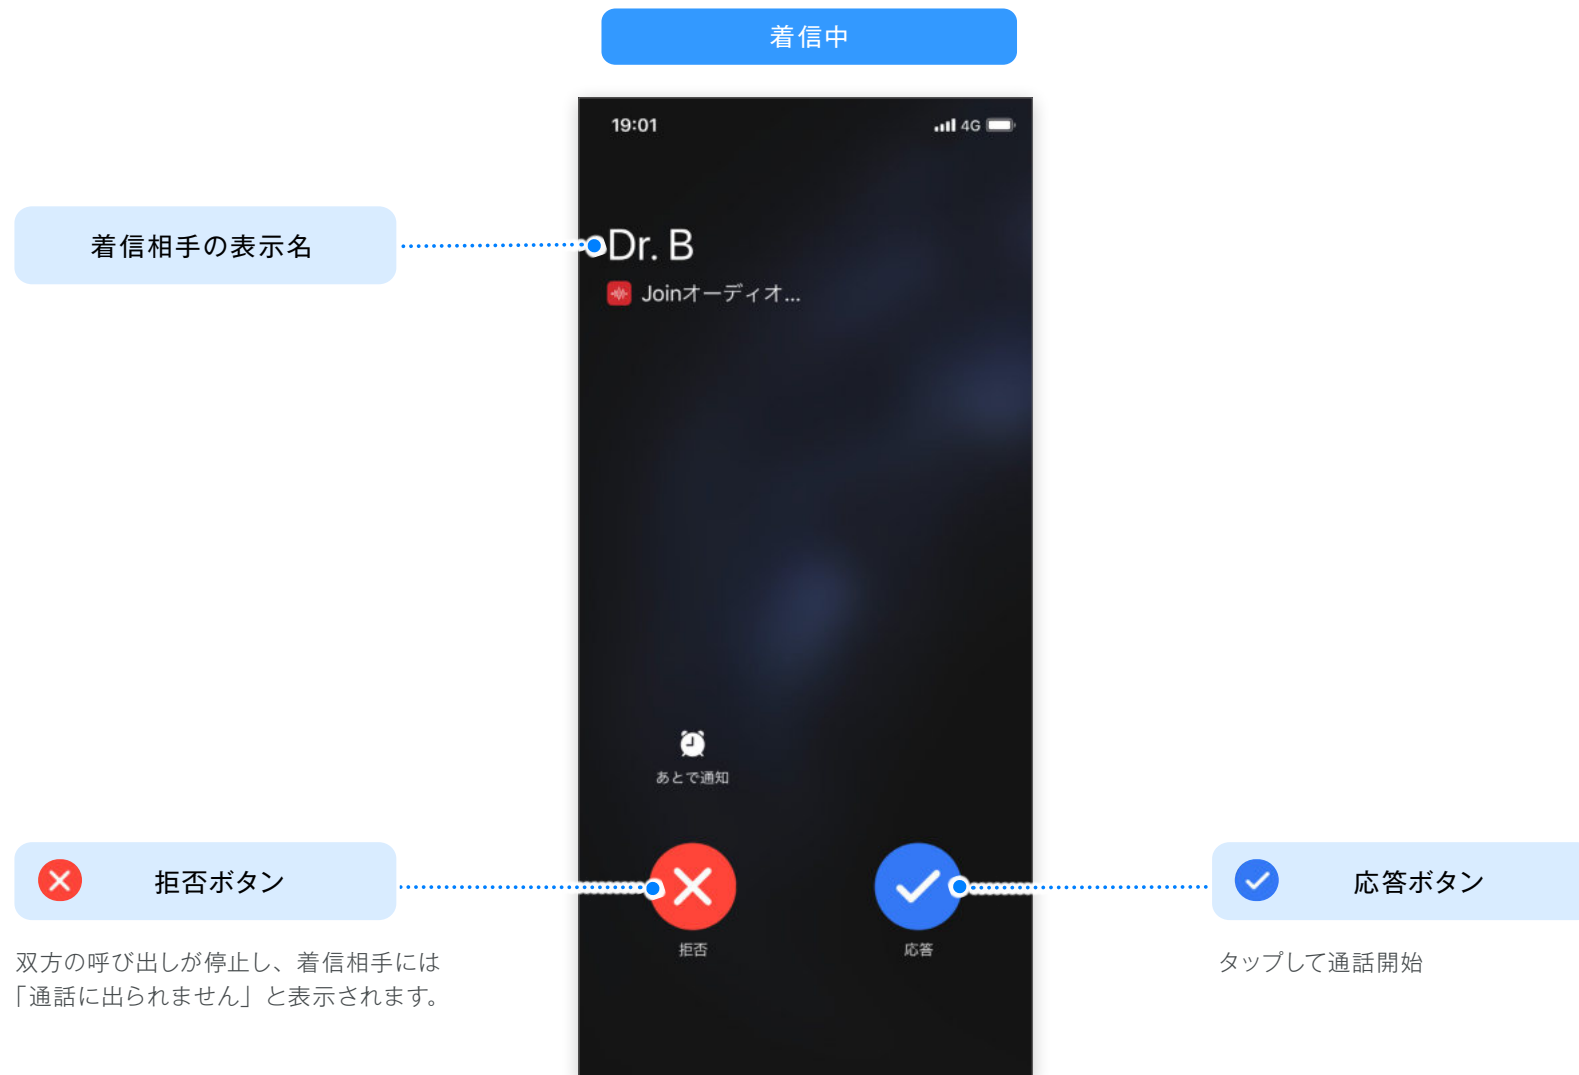 着信中
19:01
4G
着信相手の表示名
Dr. B
Joinオーディオ...
あとで通知
拒否ボタン
応答ボタン
拒否
応答
双方の呼び出しが停止し、着信相手には
「通話に出られません」と表示されます。
タップして通話開始